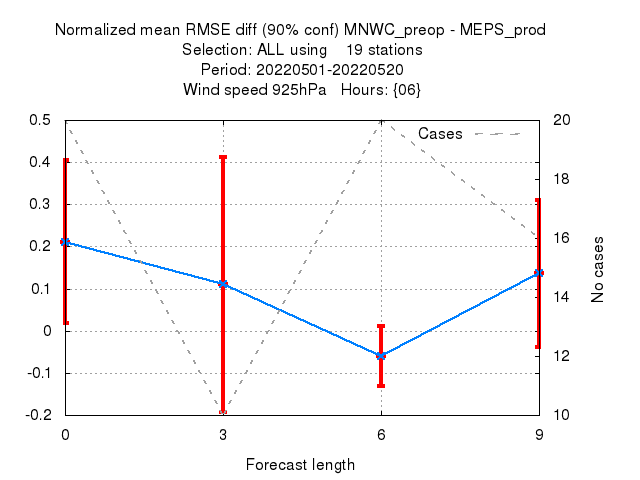 Normalized mean RMSE diff (90% conf) MNWC_preop - MEPS_prod
Selection: ALL using 19 stations
Period: 20220501-20220520
Wind speed 925hPa Hours: {06}
Cases
0.5
0.4
0.3
0.2
0.1
0
-0.1
-0.2
20
18
16
14
12
10
No cases
0 3 6 9
Forecast length